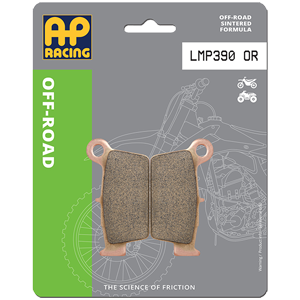 AP
RACING
OFF-ROAD
SINTERED
FORMULA
LMP390 OR
OFF-ROAD
THE SCIENCE OF FRICTION